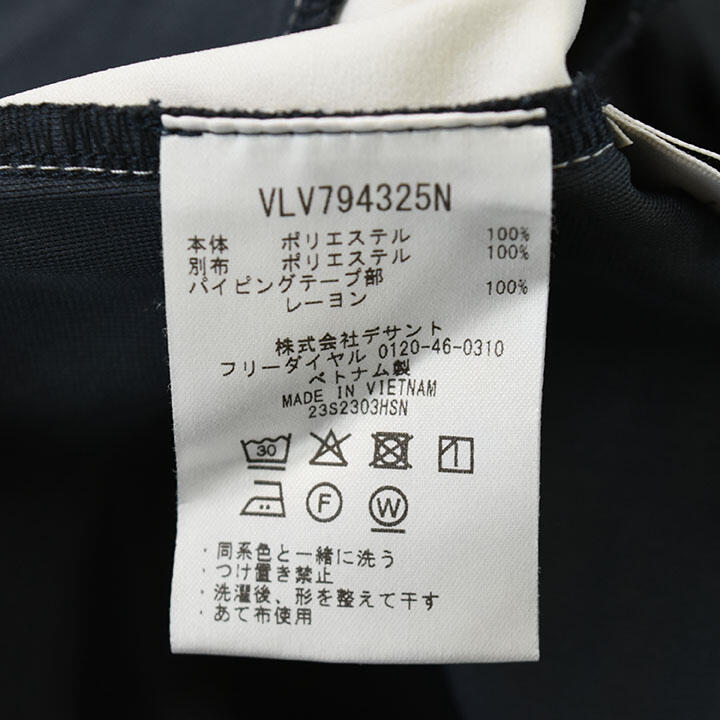 VLV794325N
本体 ポリエステル 100%
別布 ポリエステル 100%
パイピングテープ部
レーヨン 100%
株式会社デサント
フリーダイヤル 0120-46-0310
ベトナム製
MADE IN VIETNAM
23S2303HSN
30
F W
・同系色と一緒に洗う
・つけ置き禁止
・洗濯後、形を整えて干す
・あて布使用